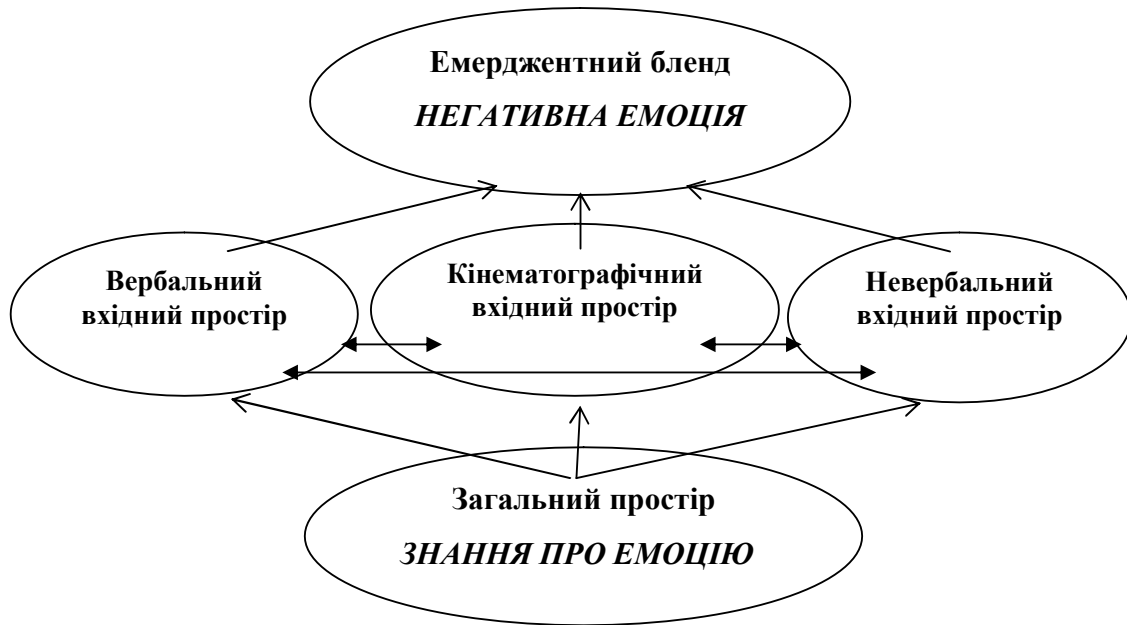 Емерджентний бленд
НЕГАТИВНА ЕМОЦІЯ
Вербальний
вхідний простір
Кінематографічний
вхідний простір
Невербальний
вхідний простір
Загальний простір
ЗНАННЯ ПРО ЕМОЦІЮ